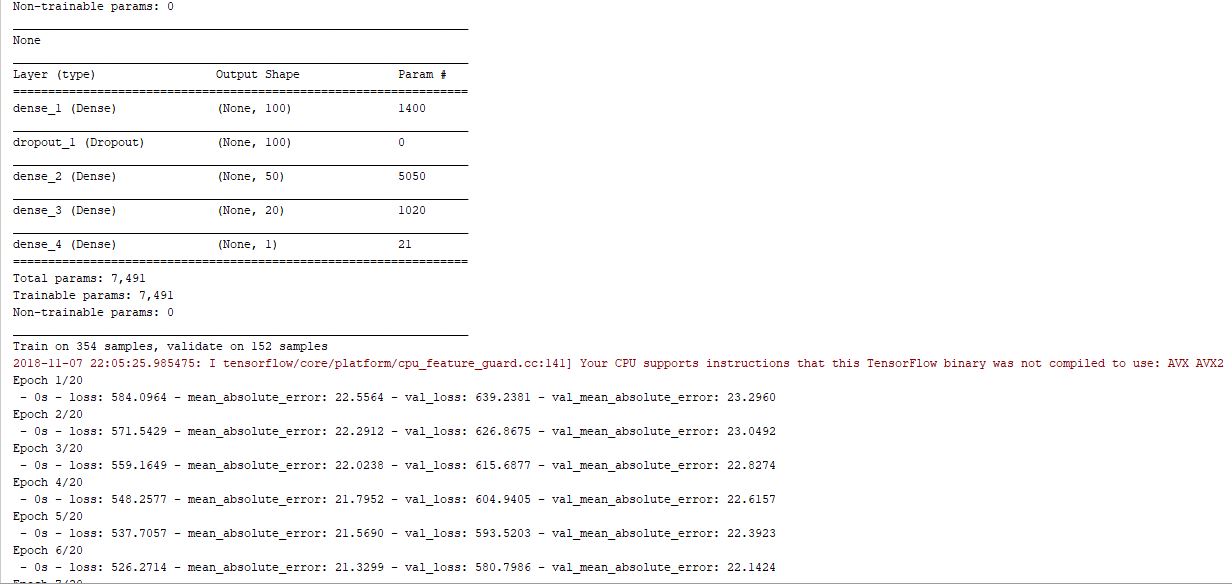 Non-trainable params: 0
_________________________________________________________________
None
_________________________________________________________________
Layer (type)                 Output Shape              Param #
=================================================================
dense_1 (Dense)              (None, 100)               1400
_________________________________________________________________
dropout_1 (Dropout)          (None, 100)               0
_________________________________________________________________
dense_2 (Dense)              (None, 50)                5050
_________________________________________________________________
dense_3 (Dense)              (None, 20)                1020
_________________________________________________________________
dense_4 (Dense)              (None, 1)                 21
=================================================================
Total params: 7,491
Trainable params: 7,491
Non-trainable params: 0
_________________________________________________________________
Train on 354 samples, validate on 152 samples
2018-11-07 22:05:25.985475: I tensorflow/core/platform/cpu_feature_guard.cc:141] Your CPU supports instructions that this TensorFlow binary was not compiled to use: AVX AVX2
Epoch 1/20
 - 0s - loss: 584.0964 - mean_absolute_error: 22.5564 - val_loss: 639.2381 - val_mean_absolute_error: 23.2960
Epoch 2/20
 - 0s - loss: 571.5429 - mean_absolute_error: 22.2912 - val_loss: 626.8675 - val_mean_absolute_error: 23.0492
Epoch 3/20
 - 0s - loss: 559.1649 - mean_absolute_error: 22.0238 - val_loss: 615.6877 - val_mean_absolute_error: 22.8274
Epoch 4/20
 - 0s - loss: 548.2577 - mean_absolute_error: 21.7952 - val_loss: 604.9405 - val_mean_absolute_error: 22.6157
Epoch 5/20
 - 0s - loss: 537.7057 - mean_absolute_error: 21.5690 - val_loss: 593.5203 - val_mean_absolute_error: 22.3923
Epoch 6/20
 - 0s - loss: 526.2714 - mean_absolute_error: 21.3299 - val_loss: 580.7986 - val_mean_absolute_error: 22.1424